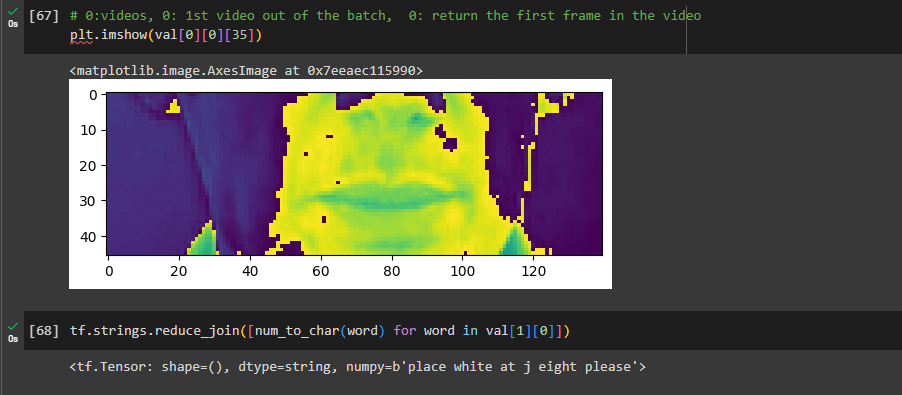 [67] # 0:videos, 0: 1st video out of the batch,  0: return the first frame in the video
0s plt.imshow(val[0][0][35])
<matplotlib.image.AxesImage at 0x7eeaec115990>
0
10
20
30
40
0 20 40 60 80 100 120
[68] tf.strings.reduce_join([num_to_char(word) for word in val[1][0]])
0s
<tf.Tensor: shape=(), dtype=string, numpy=b'place white at j eight please'>